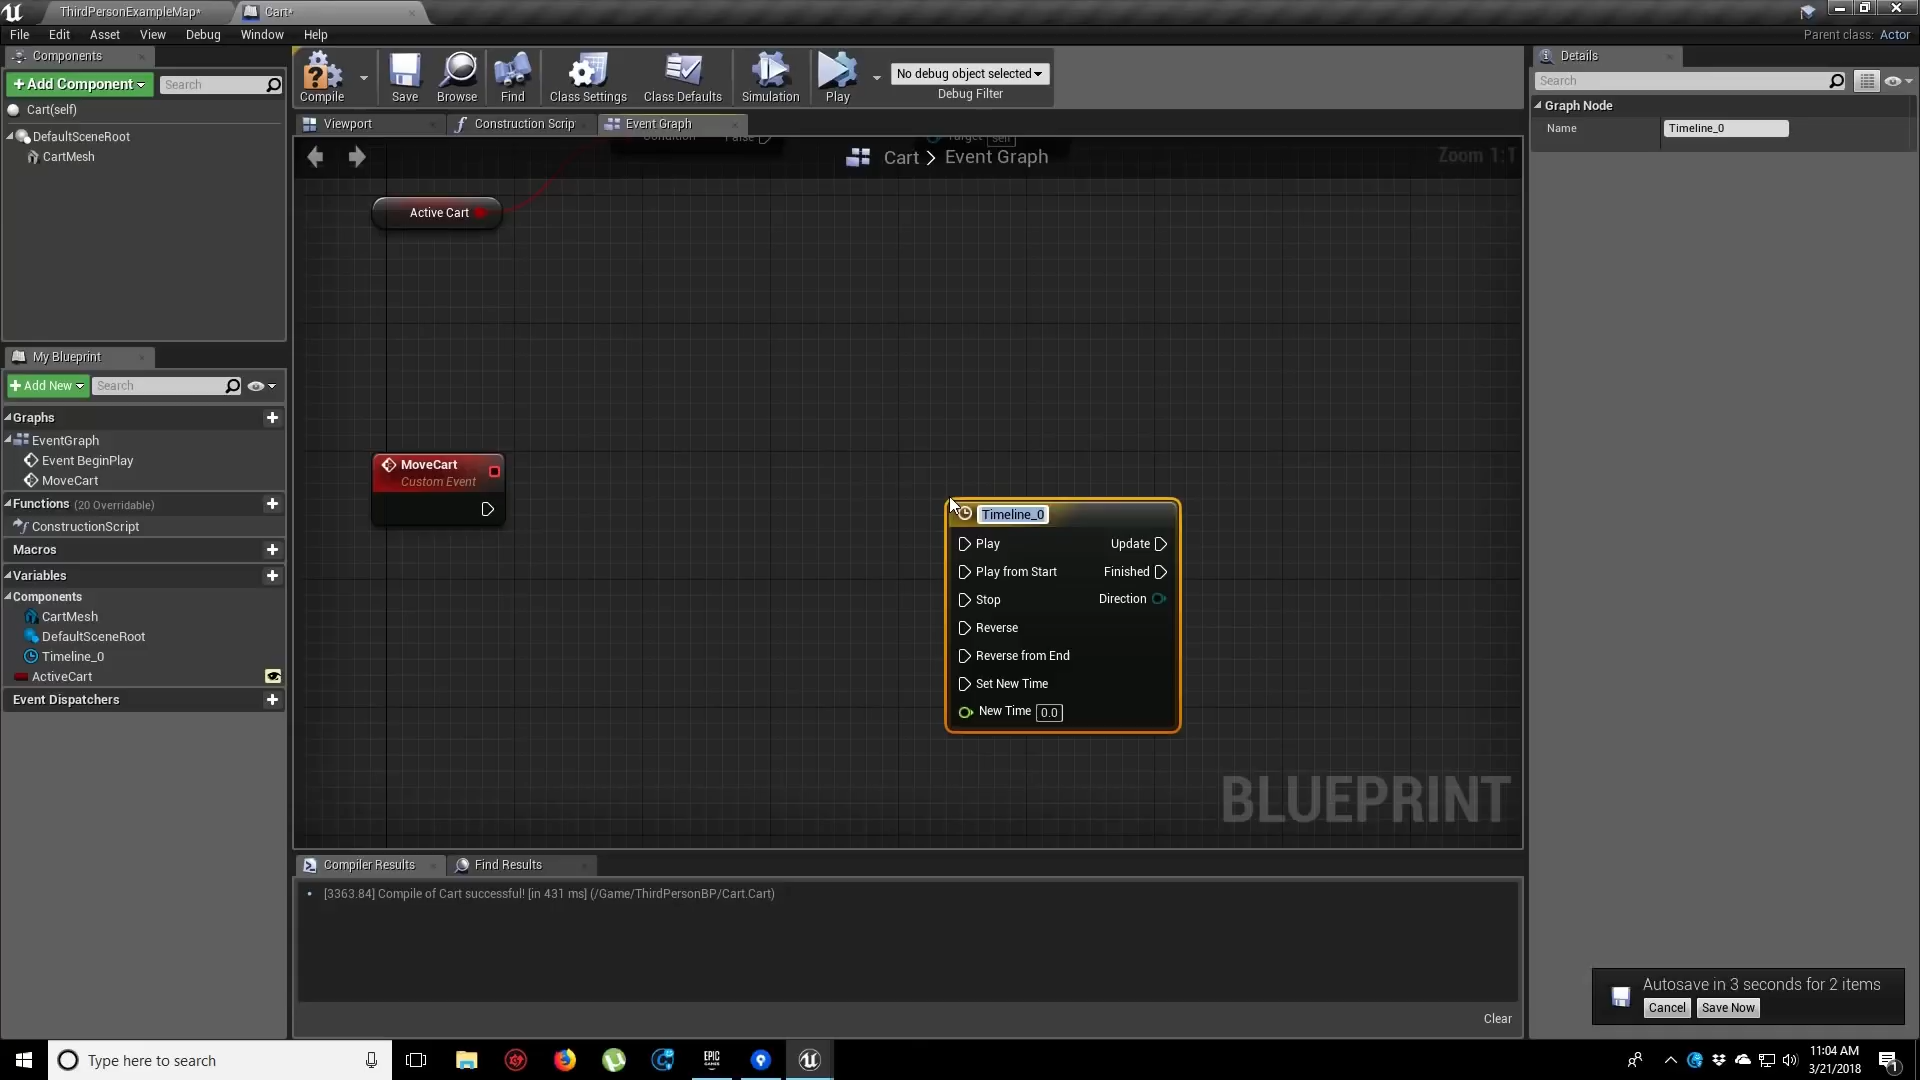 ThirdPersonExampleMap*
Cart*
File Edit Asset View Debug Window Help
Parent class: Actor
Components
+Add Component
Search
Cart(self)
DefaultSceneRoot
CartMesh
Compile
Save
Browse
Find
Class Settings
Class Defaults
Simulation
Play
No debug object selected
Debug Filter
Viewport
Construction Scrip
Event Graph
Condition
False
Target
self
Cart > Event Graph
Zoom 1:1
Active Cart
MoveCart
Custom Event
Timeline_0
Play
Update
Play from Start
Finished
Stop
Direction
Reverse
Reverse from End
Set New Time
New Time 0.0
BLUEPRINT
My Blueprint
+Add New
Search
Graphs
EventGraph
Event BeginPlay
MoveCart
Functions (20 Overridable)
ConstructionScript
Macros
Variables
Components
CartMesh
DefaultSceneRoot
Timeline_0
ActiveCart
Event Dispatchers
Compiler Results
Find Results
[3363.84] Compile of Cart successful! [in 431 ms] (/Game/ThirdPersonBP/Cart.Cart)
Clear
Details
Search
Graph Node
Name
Timeline_0
Autosave in 3 seconds for 2 items
Cancel
Save Now
Type here to search
EPIC
GAMES
11:04 AM
3/21/2018
1